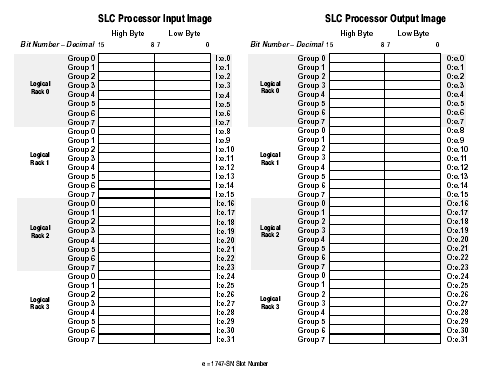 SLC Processor Input Image SLC Processor Output Image
High Byte Low Byte High Byte Low Byte
Bit Number – Decimal 15 8 7 0 Bit Number – Decimal 15 8 7 0
Group 0 I:e.0 Group 0 O:e.0
Group 1 I:e.1 Group 1 O:e.1
Group 2 I:e.2 Group 2 O:e.2
Logical Rack 0 Group 3 I:e.3 Logical Rack 0 Group 3 O:e.3
Group 4 I:e.4 Group 4 O:e.4
Group 5 I:e.5 Group 5 O:e.5
Group 6 I:e.6 Group 6 O:e.6
Group 7 I:e.7 Group 7 O:e.7
Group 0 I:e.8 Group 0 O:e.8
Group 1 I:e.9 Group 1 O:e.9
Group 2 I:e.10 Group 2 O:e.10
Logical Rack 1 Group 3 I:e.11 Logical Rack 1 Group 3 O:e.11
Group 4 I:e.12 Group 4 O:e.12
Group 5 I:e.13 Group 5 O:e.13
Group 6 I:e.14 Group 6 O:e.14
Group 7 I:e.15 Group 7 O:e.15
Group 0 I:e.16 Group 0 O:e.16
Group 1 I:e.17 Group 1 O:e.17
Group 2 I:e.18 Group 2 O:e.18
Logical Rack 2 Group 3 I:e.19 Logical Rack 2 Group 3 O:e.19
Group 4 I:e.20 Group 4 O:e.20
Group 5 I:e.21 Group 5 O:e.21
Group 6 I:e.22 Group 6 O:e.22
Group 7 I:e.23 Group 7 O:e.23
Group 0 I:e.24 Group 0 O:e.24
Group 1 I:e.25 Group 1 O:e.25
Group 2 I:e.26 Group 2 O:e.26
Logical Rack 3 Group 3 I:e.27 Logical Rack 3 Group 3 O:e.27
Group 4 I:e.28 Group 4 O:e.28
Group 5 I:e.29 Group 5 O:e.29
Group 6 I:e.30 Group 6 O:e.30
Group 7 I:e.31 Group 7 O:e.31
e = 1747-SN Slot Number